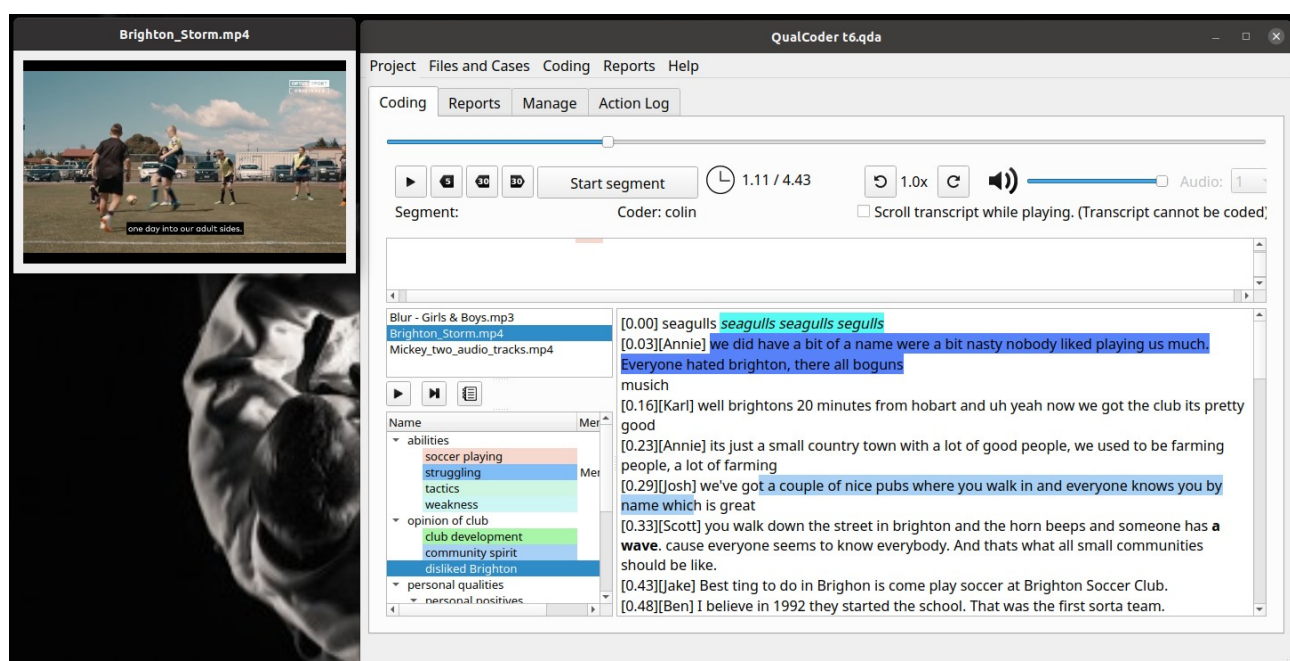 Brighton_Storm.mp4
one day into our adult sides.
QualCoder t6.qda
Project Files and Cases Coding Reports Help
Coding Reports Manage Action Log
5 30 30 Start segment 1.11 / 4.43 1.0x Audio: 1
Segment: Coder: colin Scroll transcript while playing. (Transcript cannot be coded)
Blur - Girls & Boys.mp3
Brighton_Storm.mp4
Mickey_two_audio_tracks.mp4
Name Mer
abilities
soccer playing
struggling Mer
tactics
weakness
opinion of club
club development
community spirit
disliked Brighton
personal qualities
personal positives
[0.00] seagulls seagulls seagulls segulls
[0.03][Annie] we did have a bit of a name were a bit nasty nobody liked playing us much.
Everyone hated brighton, there all boguns
musich
[0.16][Karl] well brightons 20 minutes from hobart and uh yeah now we got the club its pretty
good
[0.23][Annie] its just a small country town with a lot of good people, we used to be farming
people, a lot of farming
[0.29][Josh] we've got a couple of nice pubs where you walk in and everyone knows you by
name which is great
[0.33][Scott] you walk down the street in brighton and the horn beeps and someone has a
wave. cause everyone seems to know everybody. And thats what all small communities
should be like.
[0.43][Jake] Best ting to do in Brighon is come play soccer at Brighton Soccer Club.
[0.48][Ben] I believe in 1992 they started the school. That was the first sorta team.